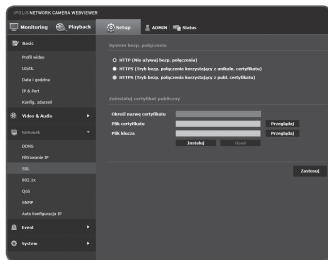 iPOLiS NETWORK CAMERA WEBVIEWER
Monitoring
Playback
Setup
ADMIN
Status
Basic
Profil wideo
Użytk.
Data i godzina
IP & Port
Konfig. zdarzeń
Video & Audio
Network
DDNS
Filtrowanie IP
SSL
802.1x
QoS
SNMP
Auto konfiguracja IP
Event
System
System bezp. połączenia
HTTP (Nie używaj bezp. połączenia)
HTTPS (Tryb bezp. połączenia korzystający z unikaln. certyfikatu)
HTTPS (Tryb bezp. połączenia korzystający z publ. certyfikatu)
Zainstaluj certyfikat publiczny
Określ nazwę certyfikatu
Plik certyfikatu
Przeglądaj
Plik klucza
Przeglądaj
Instaluj
Usuń
Zastosuj